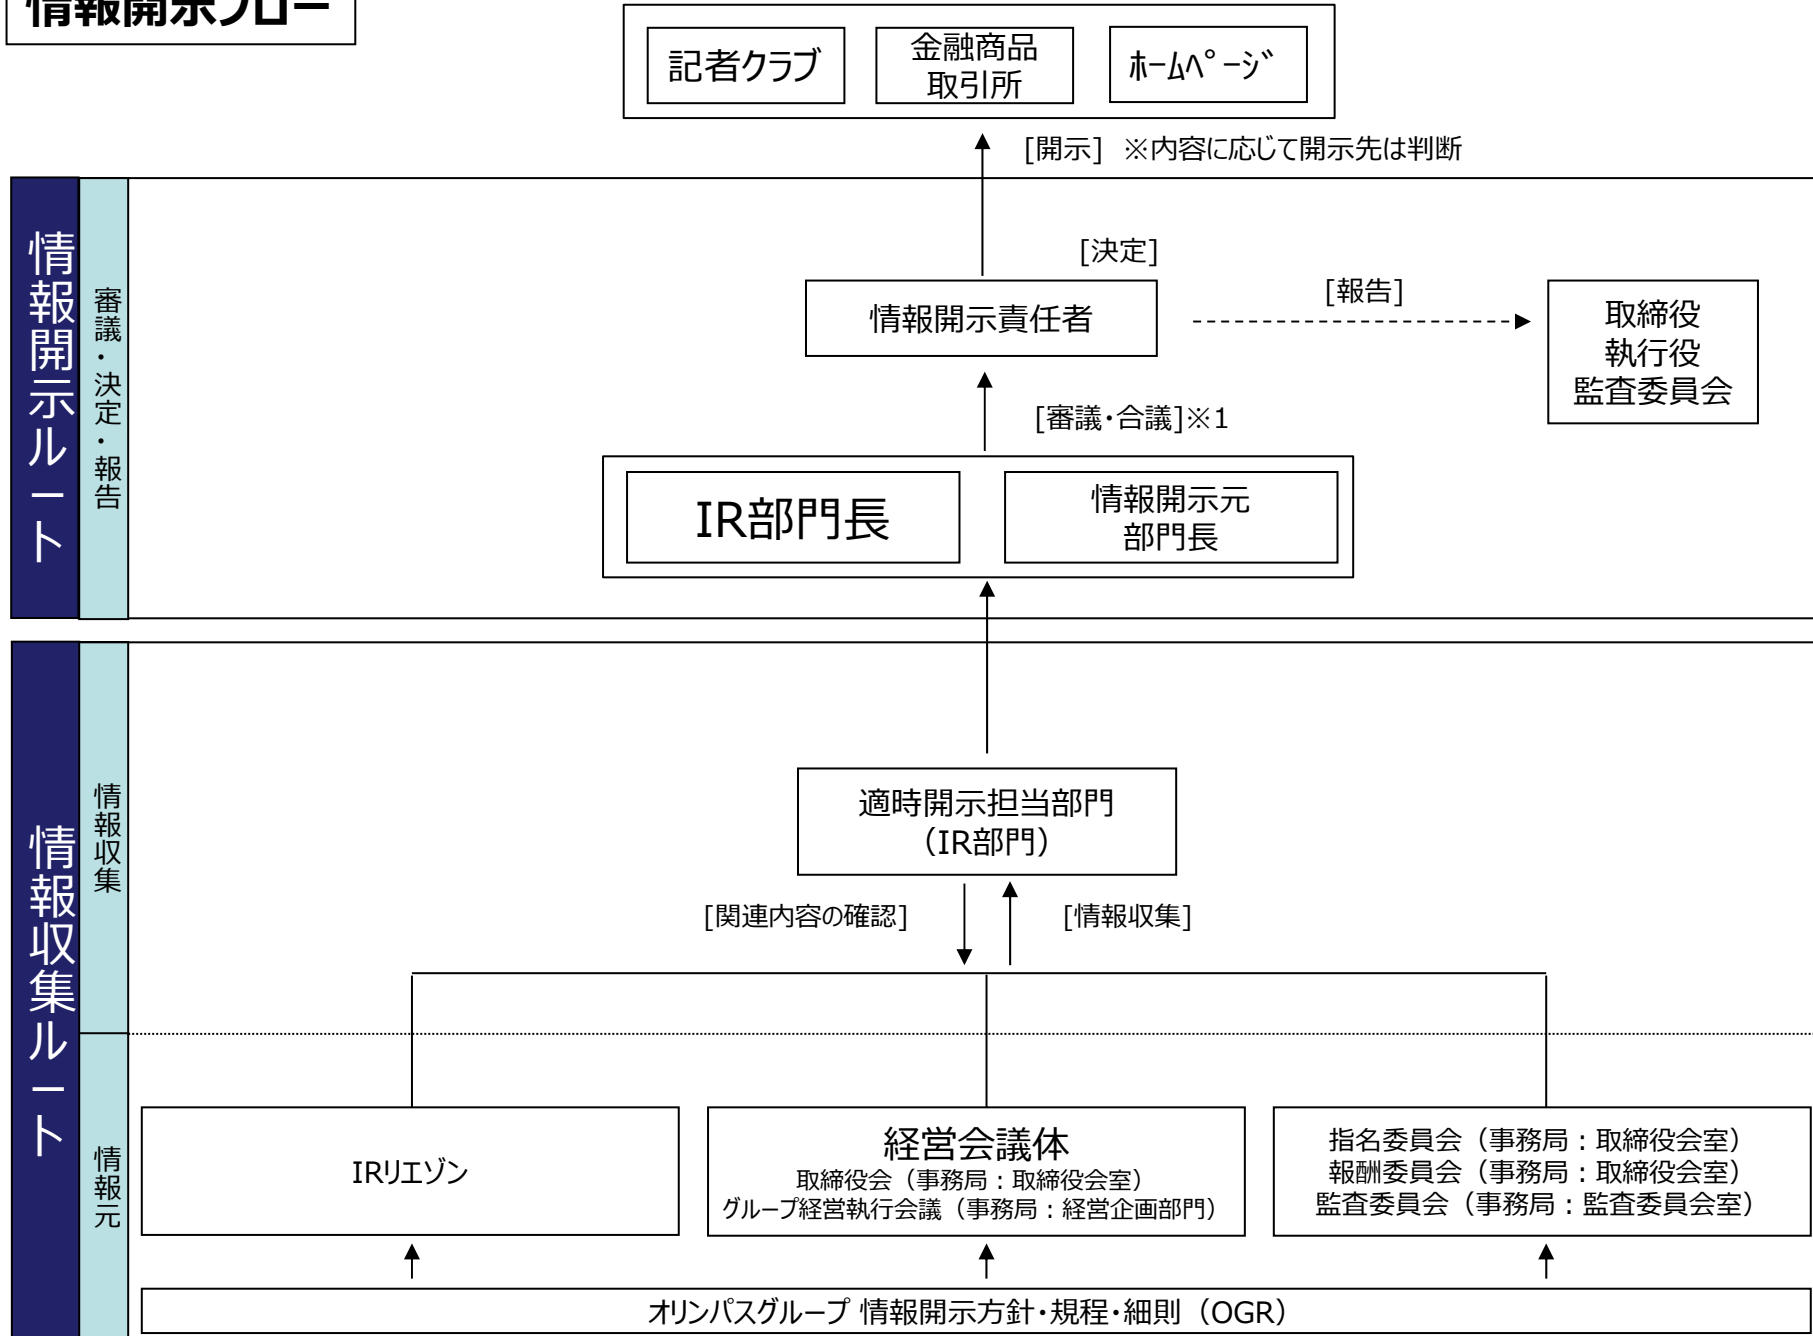 情報開示フロー
記者クラブ
金融商品
取引所
ﾎｰﾑﾍﾟｰｼﾞ
[開示] ※内容に応じて開示先は判断
情報開示ルート
審議・決定・報告
[決定]
情報開示責任者
[報告]
取締役
執行役
監査委員会
[審議・合議]※1
IR部門長
情報開示元
部門長
情報収集ルート
情報収集
適時開示担当部門
（IR部門）
[関連内容の確認]
[情報収集]
情報元
IRリエゾン
経営会議体
取締役会（事務局：取締役会室）
グループ経営執行会議（事務局：経営企画部門）
指名委員会（事務局：取締役会室）
報酬委員会（事務局：取締役会室）
監査委員会（事務局：監査委員会室）
オリンパスグループ 情報開示方針・規程・細則（OGR）